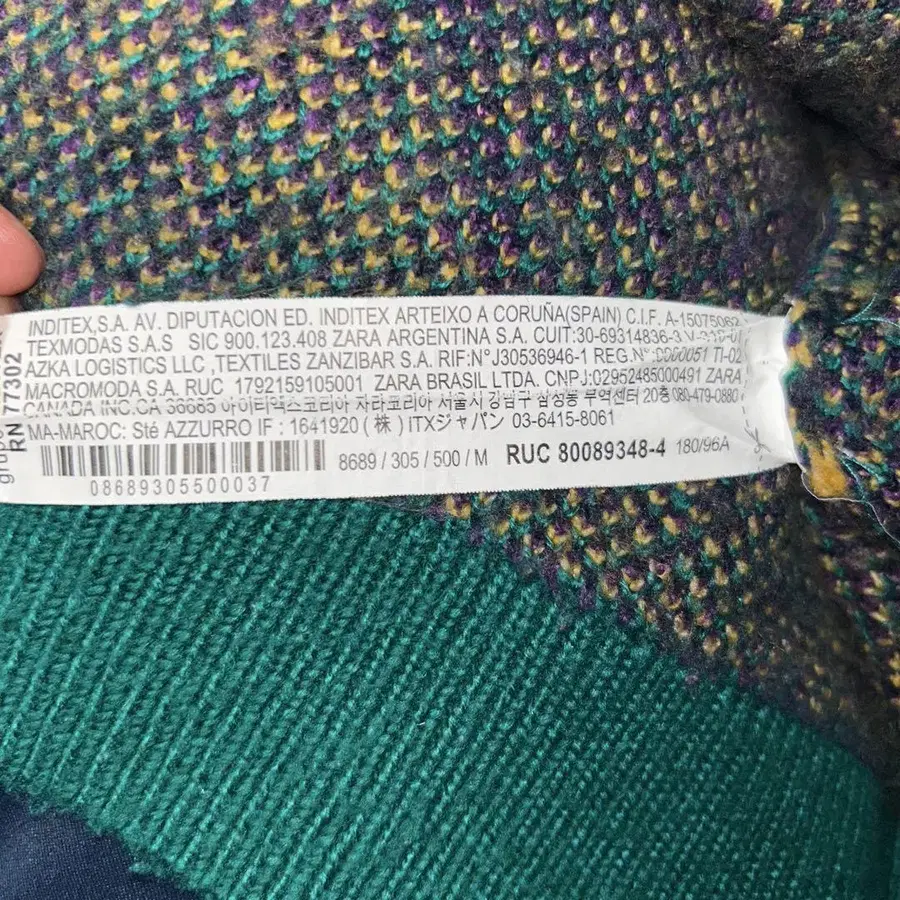 INDITEX,S.A. AV. DIPUTACION ED. INDITEX ARTEIXO A CORUÑA(SPAIN) C.I.F. A-15075062
TEXMODAS S.A.S SIC 900.123.408 ZARA ARGENTINA S.A. CUIT:30-69314836-3
AZKA LOGISTICS LLC ,TEXTILES ZANZIBAR S.A. RIF:N°J30536946-1 REG.N°:0000051 TI-02
MACROMODA S.A. RUC 1792159105001 ZARA BRASIL LTDA. CNPJ:02952485000491 ZARA
CANADA INC.CA 36685 아이티엑스코리아 자라코리아 서울시 강남구 삼성동 무역센터 20층 080-479-0880
MA-MAROC: Sté AZZURRO IF : 1641920 ( 株 ) ITXジャパン 03-6415-8061
8689 / 305 / 500 / M RUC 80089348-4 180/96A
08689305500037
RN 77302